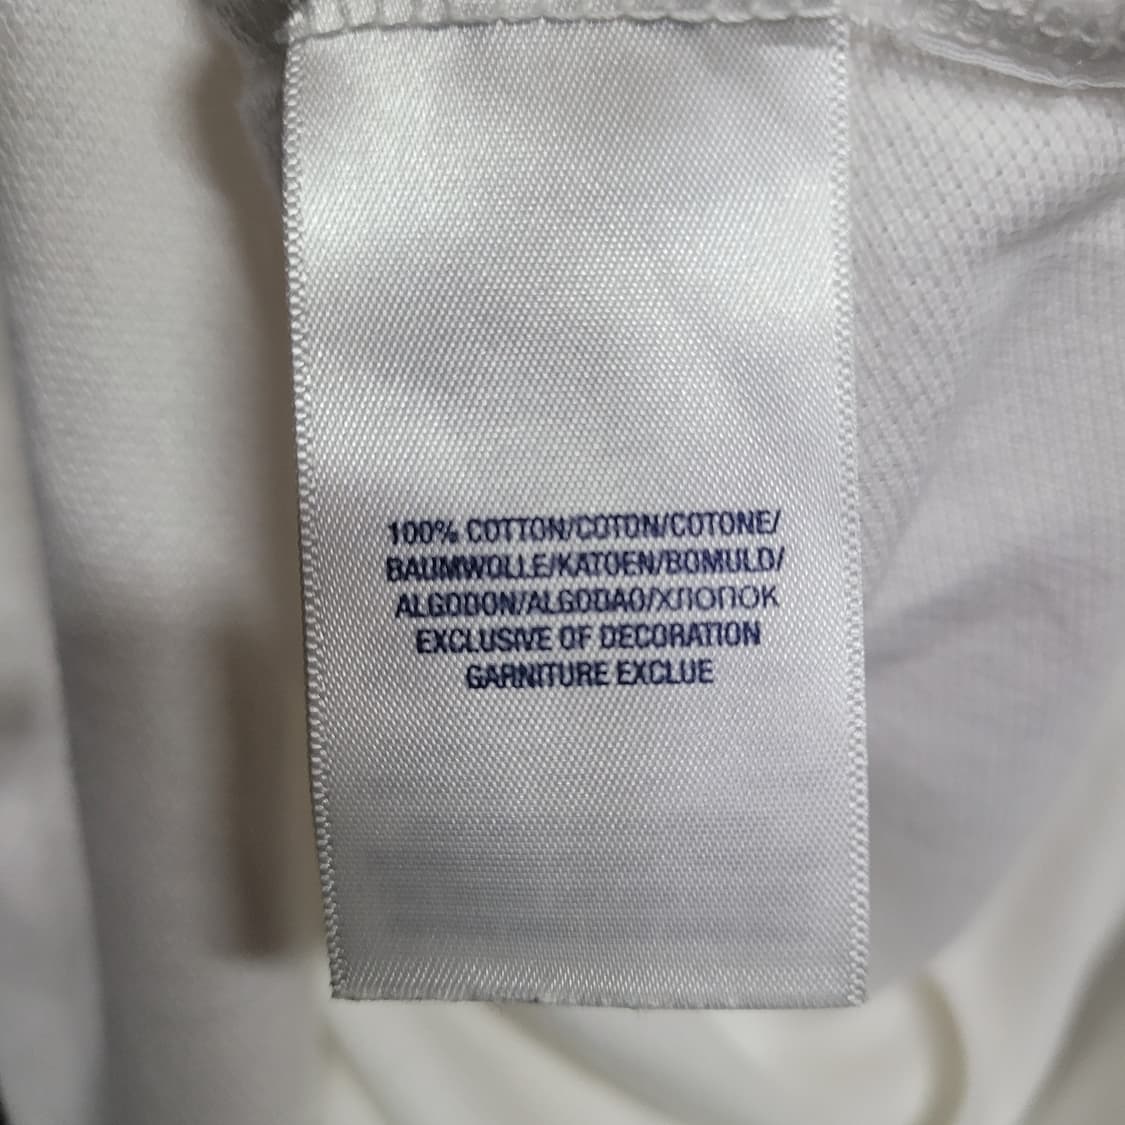 100% COTTON/COTON/COTONE/
BAUMWOLLE/KATOEN/BOMULD/
ALGODON/ALGODAO/ХЛОПОК
EXCLUSIVE OF DECORATION
GARNITURE EXCLUE